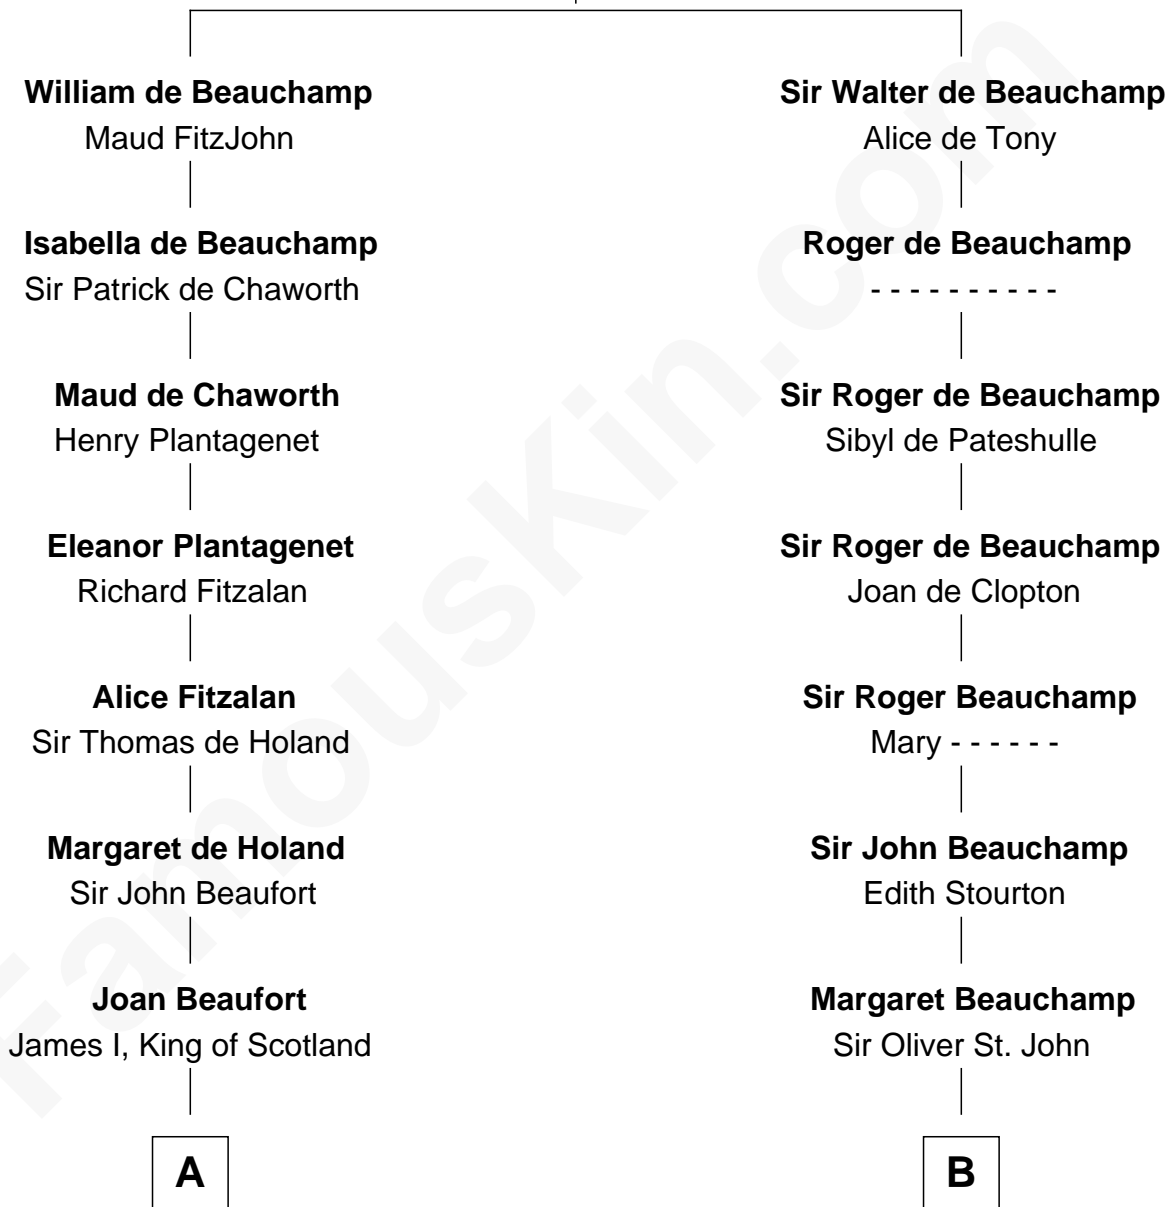 William de Beauchamp
Maud FitzJohn
Isabella de Beauchamp
Sir Patrick de Chaworth
Maud de Chaworth
Henry Plantagenet
Eleanor Plantagenet
Richard Fitzalan
Alice Fitzalan
Sir Thomas de Holand
Margaret de Holand
Sir John Beaufort
Joan Beaufort
James I, King of Scotland
A
Sir Walter de Beauchamp
Alice de Tony
Roger de Beauchamp
- - - - - - - - - -
Sir Roger de Beauchamp
Sibyl de Pateshulle
Sir Roger de Beauchamp
Joan de Clopton
Sir Roger Beauchamp
Mary - - - - - -
Sir John Beauchamp
Edith Stourton
Margaret Beauchamp
Sir Oliver St. John
B
FamousKin.com